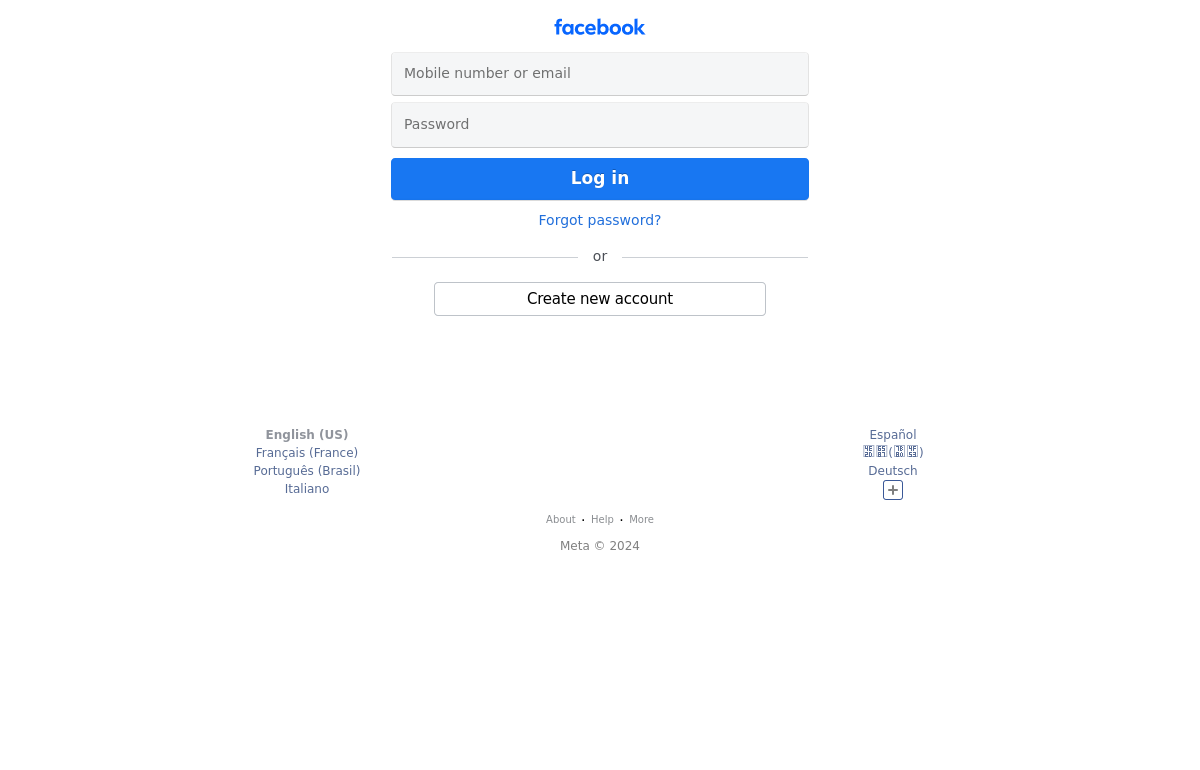 facebook
Mobile number or email
Password
Log in
Forgot password?
or
Create new account
English (US)
Français (France)
Português (Brasil)
Italiano
Español
Deutsch
About · Help · More
Meta © 2024